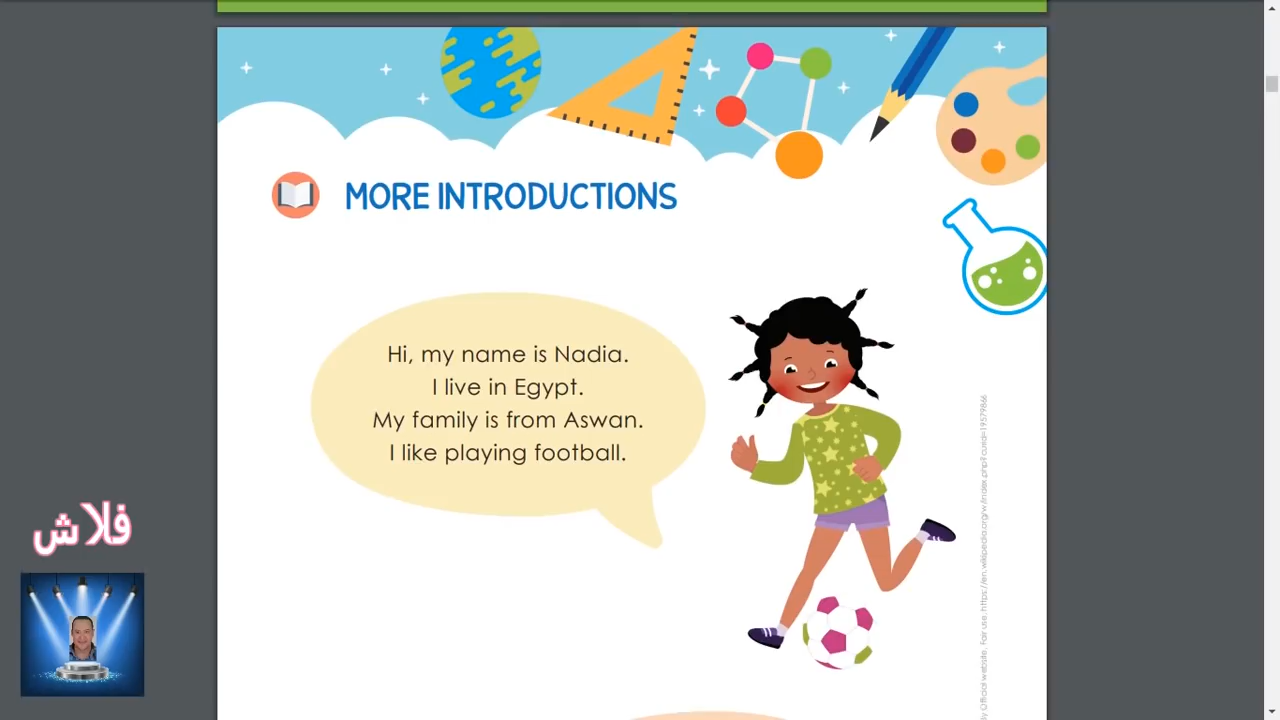 MORE INTRODUCTIONS
Hi, my name is Nadia.
I live in Egypt.
My family is from Aswan.
I like playing football.
فلاش